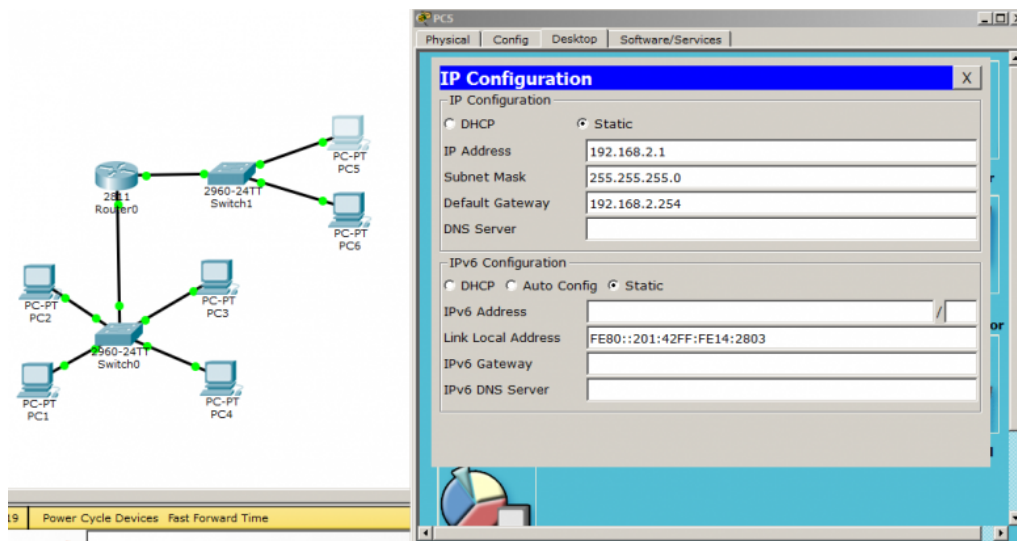 PC5
Physical Config Desktop Software/Services
IP Configuration X
IP Configuration
DHCP Static
IP Address 192.168.2.1
Subnet Mask 255.255.255.0
Default Gateway 192.168.2.254
DNS Server
IPv6 Configuration
DHCP Auto Config Static
IPv6 Address /
Link Local Address FE80::201:42FF:FE14:2803
IPv6 Gateway
IPv6 DNS Server
PC-PT
PC5
2811
Router0
2960-24TT
Switch1
PC-PT
PC6
PC-PT
PC2
PC-PT
PC3
2960-24TT
Switch0
PC-PT
PC1
PC-PT
PC4
19 Power Cycle Devices Fast Forward Time